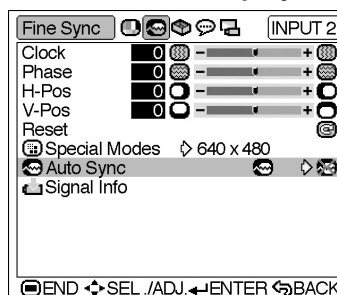 Fine Sync INPUT 2
Clock 0 - +
Phase 0 - +
H-Pos 0 - +
V-Pos 0 - +
Reset
Special Modes 640 x 480
Auto Sync
Signal Info
END SEL./ADJ. ENTER BACK